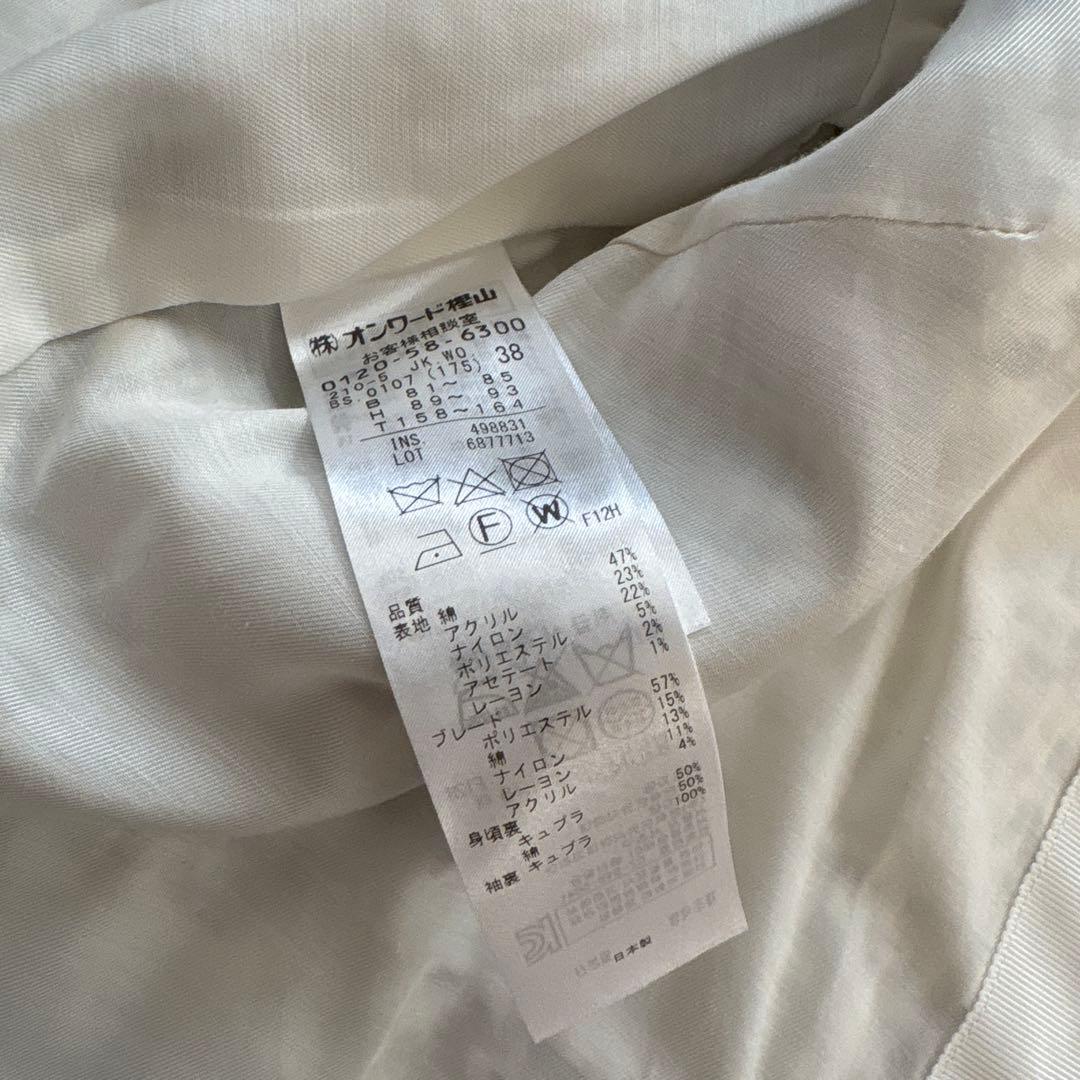 ㈱オンワード樫山
お客様相談室
0120-58-6300
210-5 JK.WO 38
BS.0107 (175)
B 81～ 85
H 89～ 93
T 158～164
INS 498831
LOT 6877713
F W F12H
品質
表地 綿 47%
アクリル 23%
ナイロン 22%
ポリエステル 5%
アセテート 2%
レーヨン 1%
ブレード
ポリエステル 57%
綿 15%
ナイロン 13%
レーヨン 11%
アクリル 4%
身頃裏
キュプラ 50%
綿 50%
袖裏 キュプラ 100%
日本製